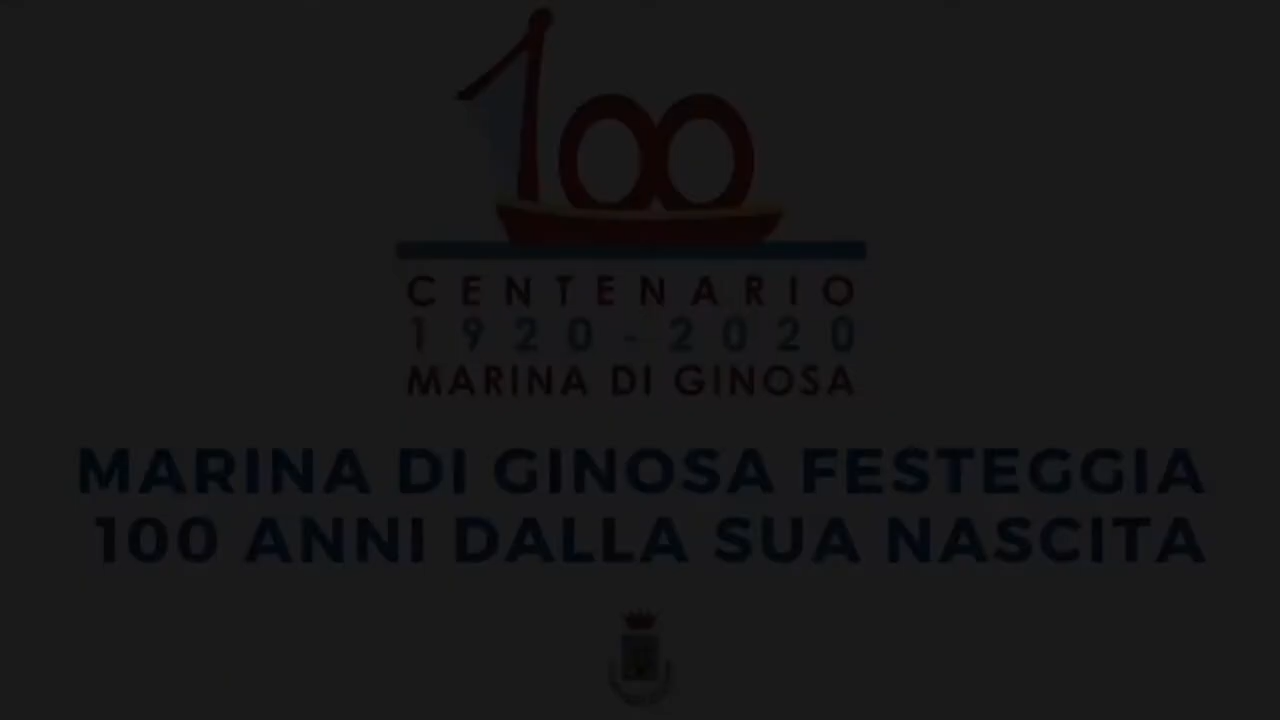 100
CENTENARIO
1920-2020
MARINA DI GINOSA
MARINA DI GINOSA FESTEGGIA
100 ANNI DALLA SUA NASCITA